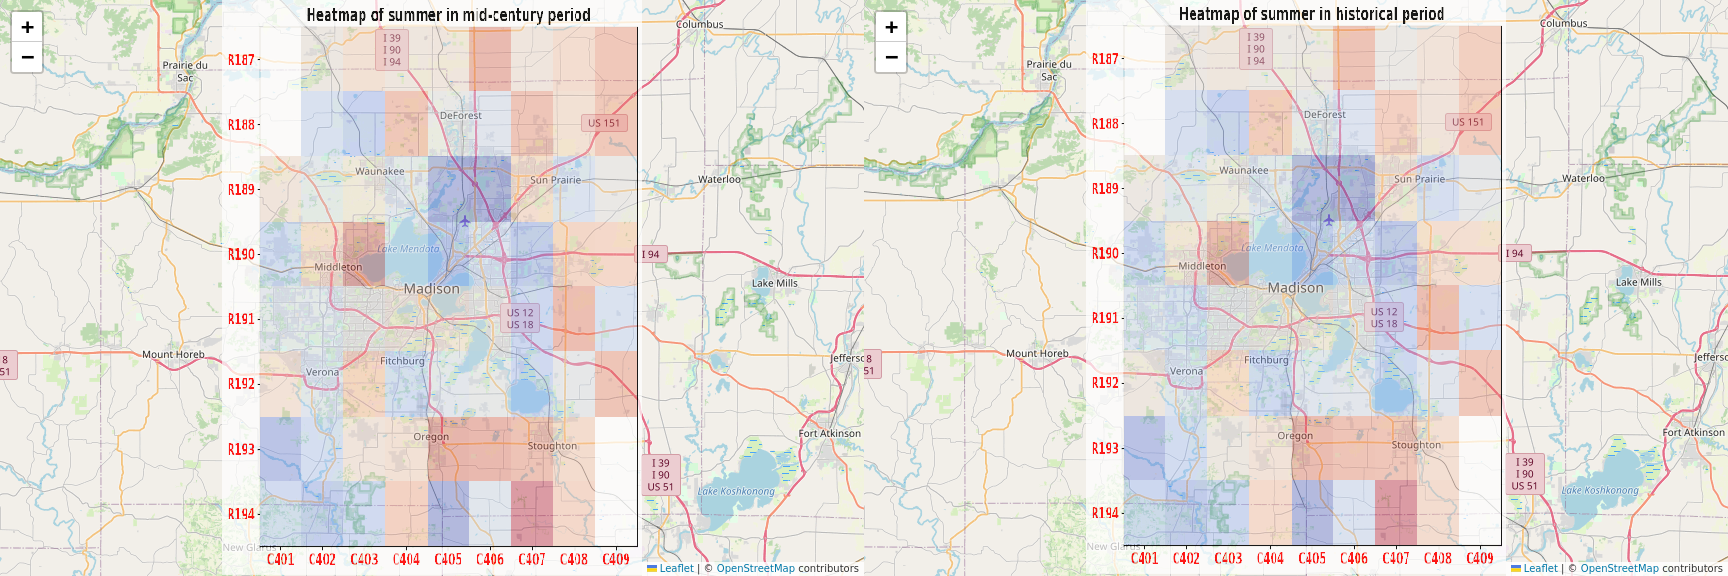 Heatmap of summer in mid-century period
+
−
Prairie du
Sac
I 39
I 90
I 94
Columbus
R187
R188
DeForest
US 151
Waunakee
Sun Prairie
Waterloo
R189
R190
Lake Mendota
Middleton
I 94
Madison
Lake Mills
R191
US 12
US 18
8
51
Mount Horeb
Fitchburg
Verona
Jefferso
R192
R193
Oregon
Stoughton
Fort Atkinson
I 39
I 90
US 51
Lake Koshkonong
R194
New Glarus
C401 C402 C403 C404 C405 C406 C407 C408 C409
Leaflet | © OpenStreetMap contributors
Heatmap of summer in historical period
+
−
Prairie du
Sac
I 39
I 90
I 94
Columbus
R187
R188
DeForest
US 151
Waunakee
Sun Prairie
Waterloo
R189
R190
Lake Mendota
Middleton
I 94
Madison
Lake Mills
R191
US 12
US 18
8
51
Mount Horeb
Fitchburg
Verona
Jefferso
R192
R193
Oregon
Stoughton
Fort Atkinson
I 39
I 90
US 51
Lake Koshkonong
R194
New Glarus
C401 C402 C403 C404 C405 C406 C407 C408 C409
Leaflet | © OpenStreetMap contributors